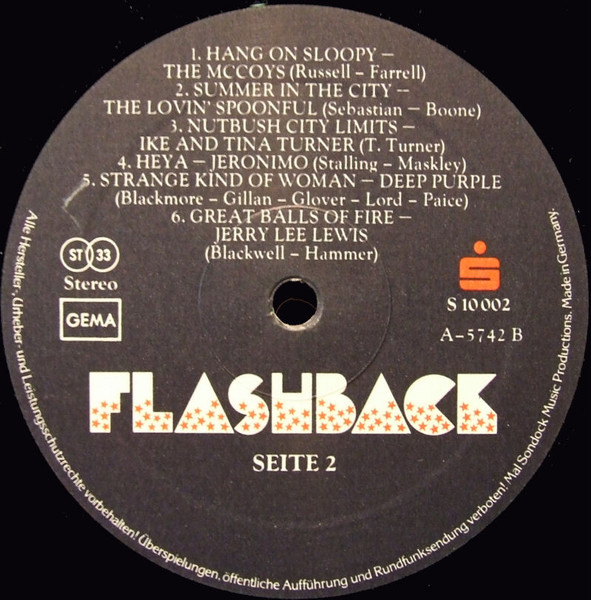 1. HANG ON SLOOPY –
THE MCCOYS (Russell – Farrell)
2. SUMMER IN THE CITY –
THE LOVIN' SPOONFUL (Sebastian – Boone)
3. NUTBUSH CITY LIMITS –
IKE AND TINA TURNER (T. Turner)
4. HEYA – JERONIMO (Stalling – Maskley)
5. STRANGE KIND OF WOMAN – DEEP PURPLE
(Blackmore – Gillan – Glover – Lord – Paice)
6. GREAT BALLS OF FIRE –
JERRY LEE LEWIS
(Blackwell – Hammer)
ST 33
Stereo
GEMA
S 10 002
A-5742 B
FLASHBACK
SEITE 2
Alle Hersteller-, Urheber- und Leistungsschutzrechte vorbehalten! Überspielungen, öffentliche Aufführung und Rundfunksendung verboten! Mal Sondock Music Productions. Made in Germany.